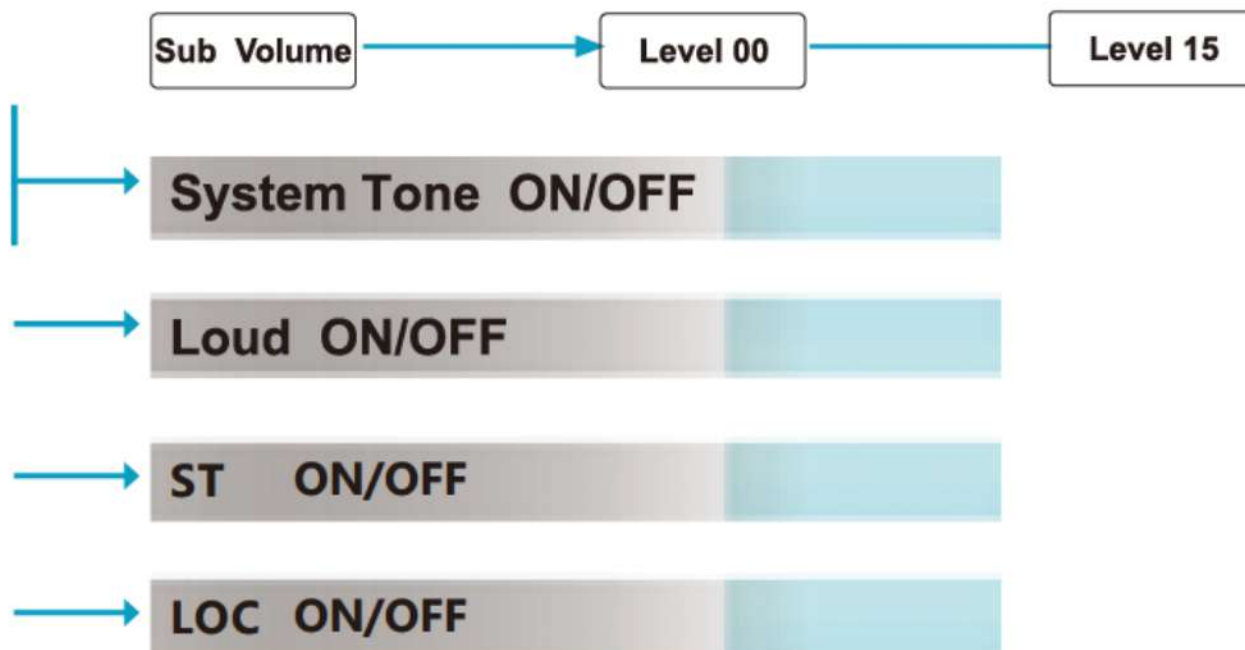 Sub Volume Level 00 Level 15
System Tone ON/OFF
Loud ON/OFF
ST ON/OFF
LOC ON/OFF